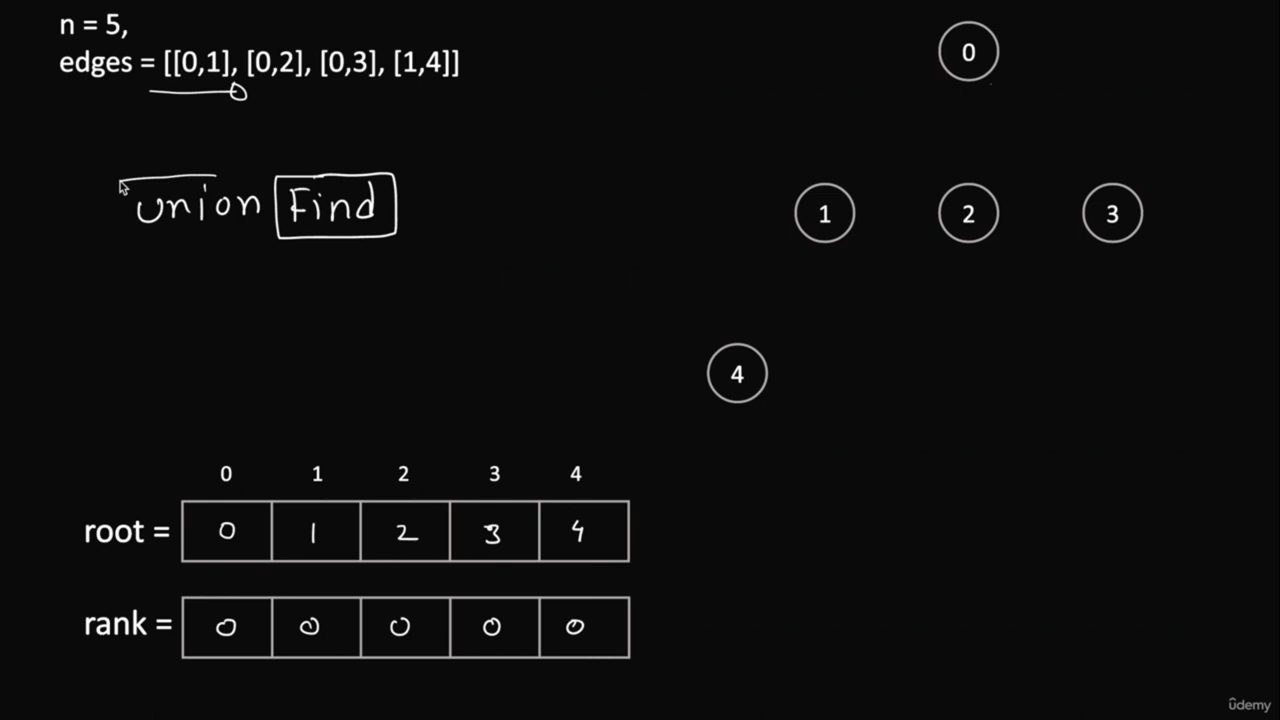 n = 5,
edges = [[0,1], [0,2], [0,3], [1,4]]
0
union Find
1 2 3
4
0 1 2 3 4
root = 0 1 2 3 4
rank = 0 0 0 0 0
ûdemy